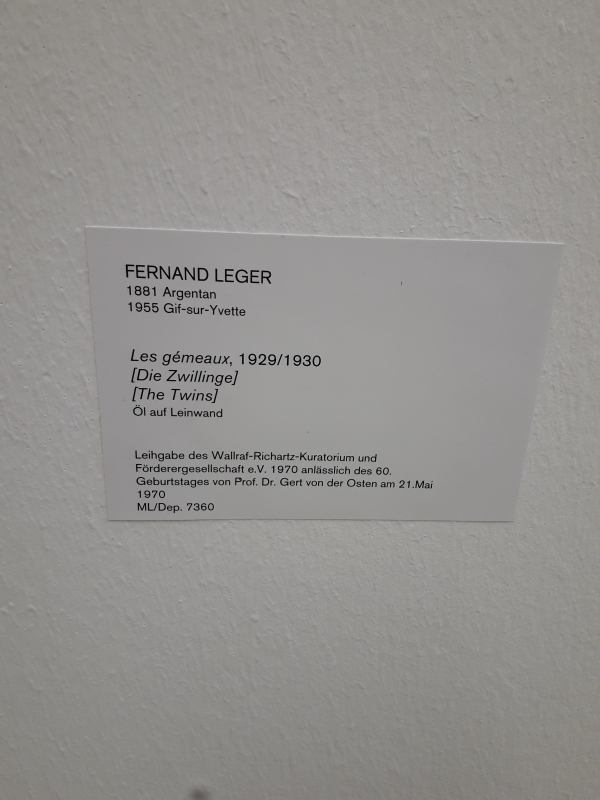 FERNAND LEGER
1881 Argentan
1955 Gif-sur-Yvette
Les gémeaux, 1929/1930
[Die Zwillinge]
[The Twins]
Öl auf Leinwand
Leihgabe des Wallraf-Richartz-Kuratorium und
Förderergesellschaft e.V. 1970 anlässlich des 60.
Geburtstages von Prof. Dr. Gert von der Osten am 21.Mai
1970
ML/Dep. 7360